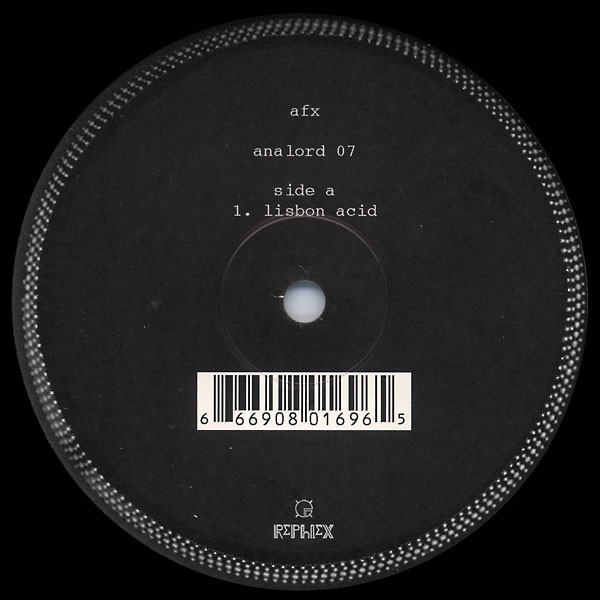 afx
analord 07
side a
1. lisbon acid
6 66908 01696 5
REPHLEX